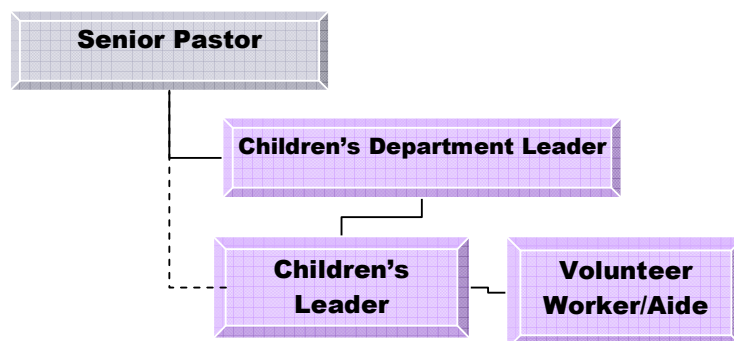 Senior Pastor
Children’s Department Leader
Children’s
Leader
Volunteer
Worker/Aide